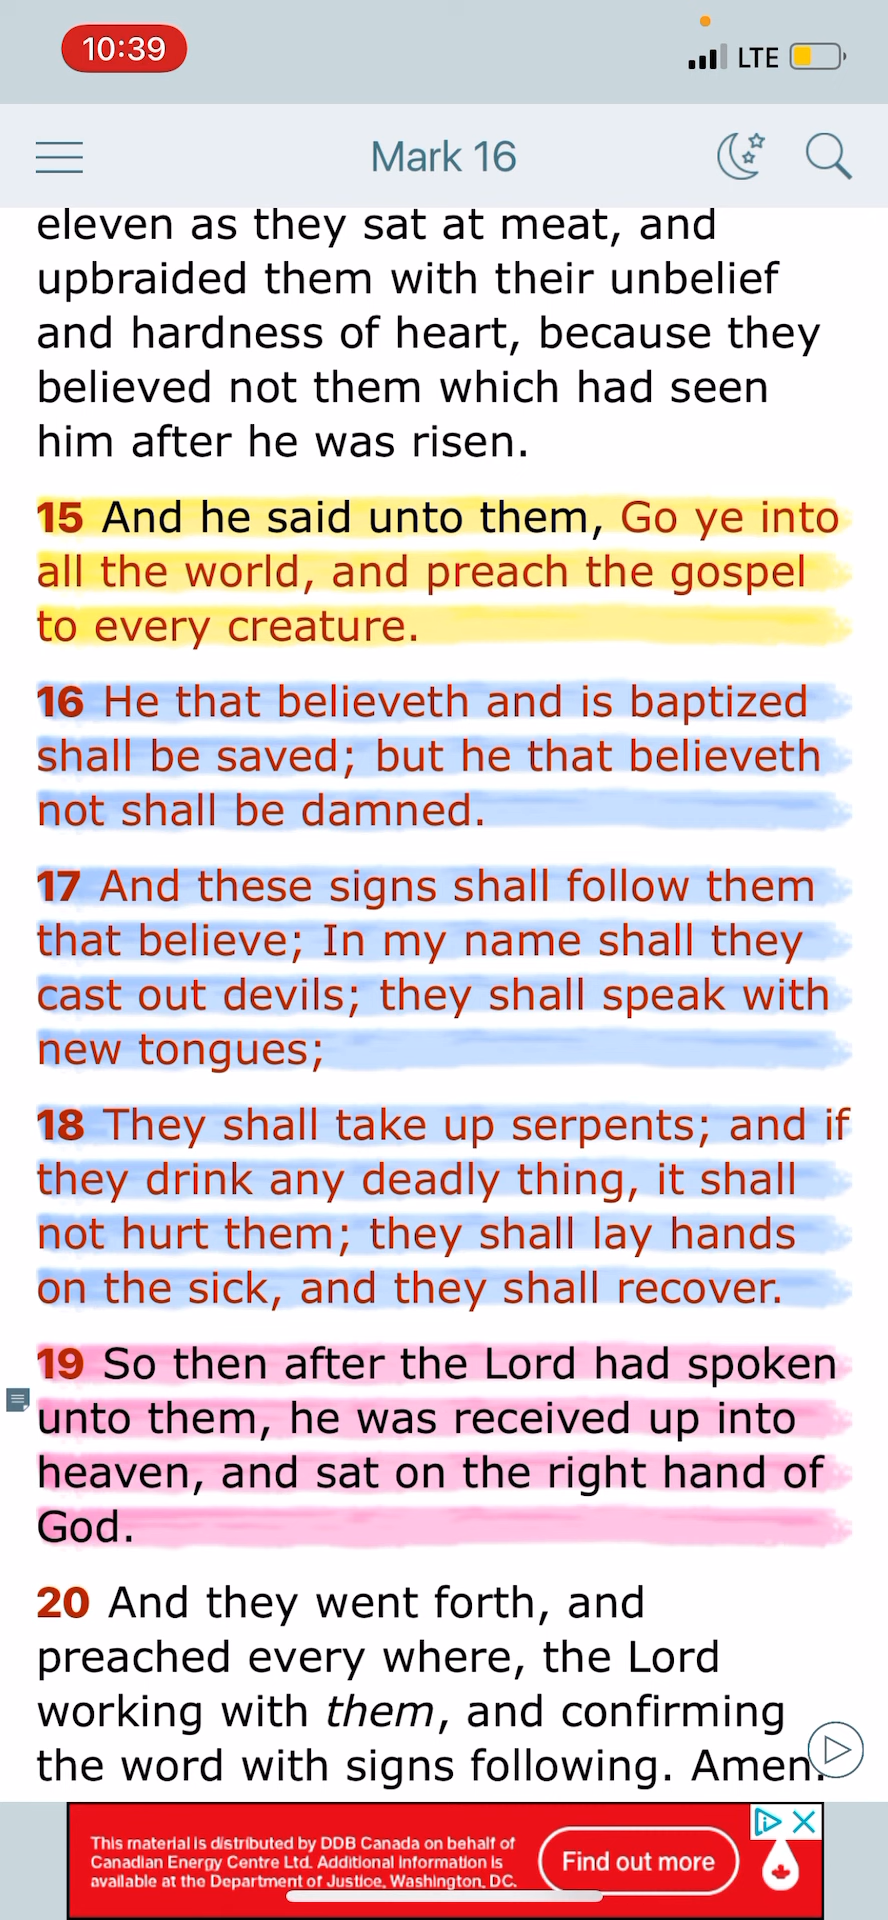 10:39
LTE
Mark 16
eleven as they sat at meat, and
upbraided them with their unbelief
and hardness of heart, because they
believed not them which had seen
him after he was risen.
15 And he said unto them, Go ye into
all the world, and preach the gospel
to every creature.
16 He that believeth and is baptized
shall be saved; but he that believeth
not shall be damned.
17 And these signs shall follow them
that believe; In my name shall they
cast out devils; they shall speak with
new tongues;
18 They shall take up serpents; and if
they drink any deadly thing, it shall
not hurt them; they shall lay hands
on the sick, and they shall recover.
19 So then after the Lord had spoken
unto them, he was received up into
heaven, and sat on the right hand of
God.
20 And they went forth, and
preached every where, the Lord
working with them, and confirming
the word with signs following. Amen.
This material is distributed by DDB Canada on behalf of
Canadian Energy Centre Ltd. Additional information is
available at the Department of Justice, Washington, DC.
Find out more